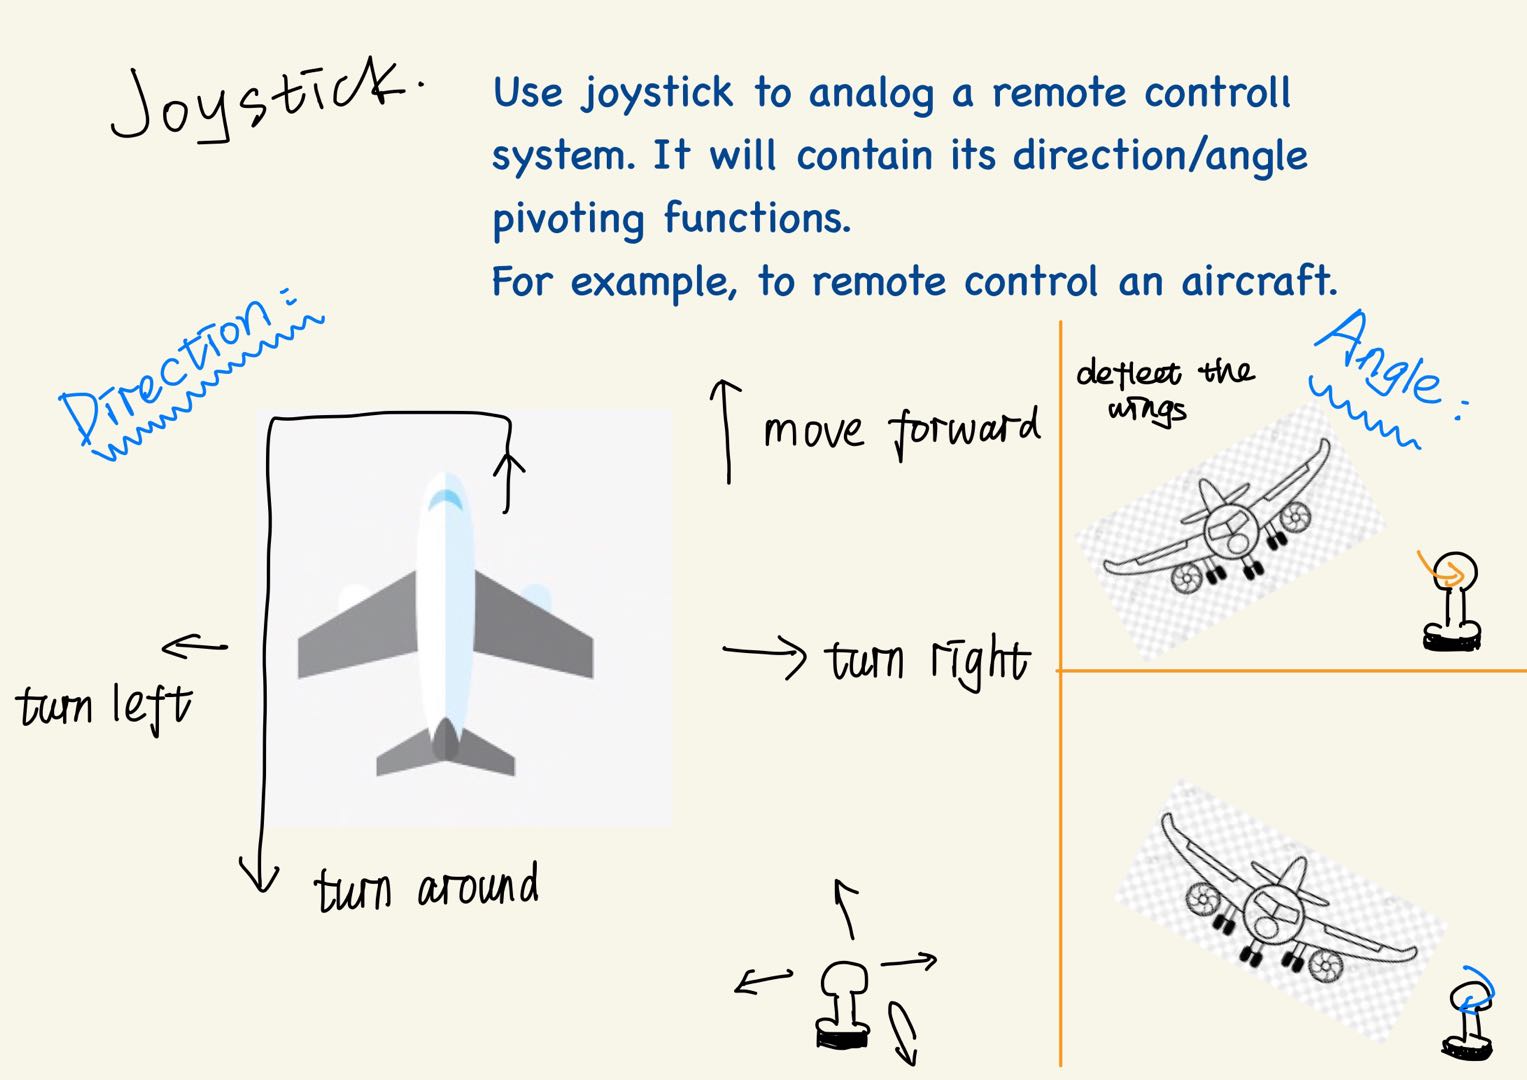 Joystick.
Use joystick to analog a remote controll
system. It will contain its direction/angle
pivoting functions.
For example, to remote control an aircraft.
Direction:
move forward
turn left
turn right
turn around
Angle:
deflect the
wings